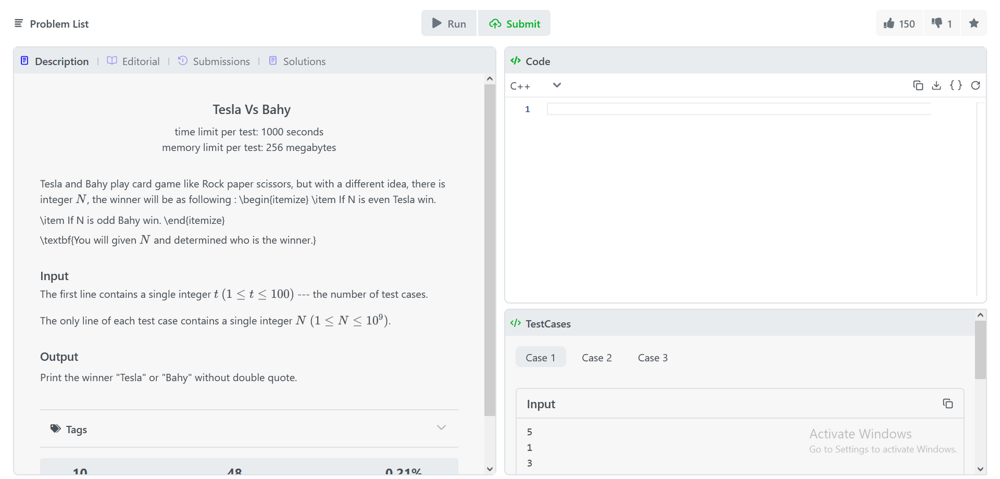 Problem List
Run
Submit
150
1
Description | Editorial | Submissions | Solutions
Tesla Vs Bahy
time limit per test: 1000 seconds
memory limit per test: 256 megabytes
Tesla and Bahy play card game like Rock paper scissors, but with a different idea, there is
integer N, the winner will be as following : \begin{itemize} \item If N is even Tesla win.
\item If N is odd Bahy win. \end{itemize}
\textbf{You will given N and determined who is the winner.}
Input
The first line contains a single integer t (1 ≤ t ≤ 100) --- the number of test cases.
The only line of each test case contains a single integer N (1 ≤ N ≤ 10⁹).
Output
Print the winner "Tesla" or "Bahy" without double quote.
Tags
10 48 0.21%
</> Code
C++
{ }
1
</> TestCases
Case 1 Case 2 Case 3
Input
5
1
3
Activate Windows
Go to Settings to activate Windows.